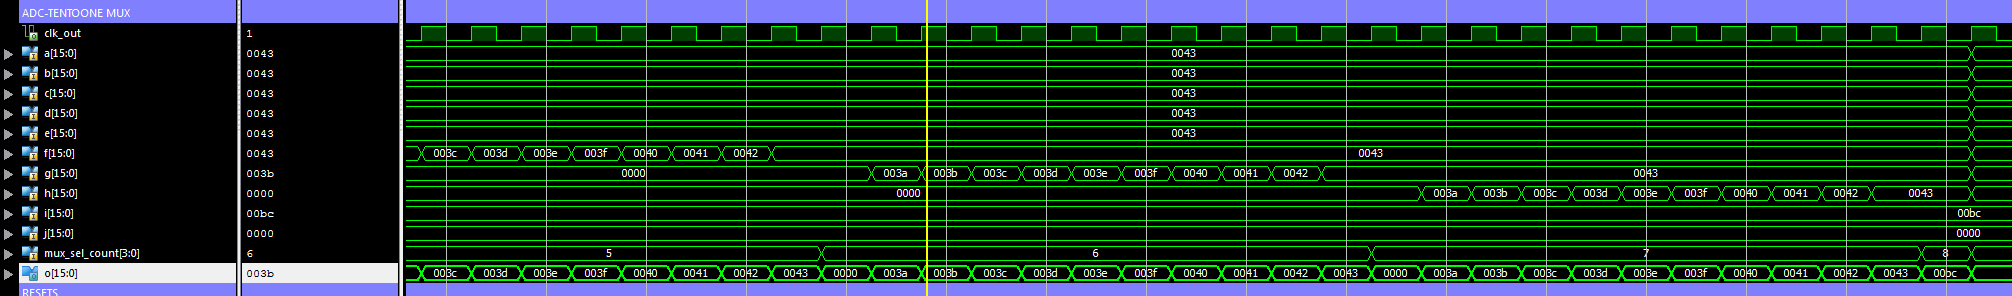 ADC-TENTOONE MUX
clk_out 1
a[15:0] 0043 0043
b[15:0] 0043 0043
c[15:0] 0043 0043
d[15:0] 0043 0043
e[15:0] 0043 0043
f[15:0] 0043 003c 003d 003e 003f 0040 0041 0042 0043
g[15:0] 003b 0000 003a 003b 003c 003d 003e 003f 0040 0041 0042 0043
h[15:0] 0000 0000 003a 003b 003c 003d 003e 003f 0040 0041 0042 0043
i[15:0] 00bc 00bc
j[15:0] 0000 0000
mux_sel_count[3:0] 6 5 6 7 8
o[15:0] 003b 003c 003d 003e 003f 0040 0041 0042 0043 0000 003a 003b 003c 003d 003e 003f 0040 0041 0042 0043 0000 003a 003b 003c 003d 003e 003f 0040 0041 0042 0043 00bc
RESETS